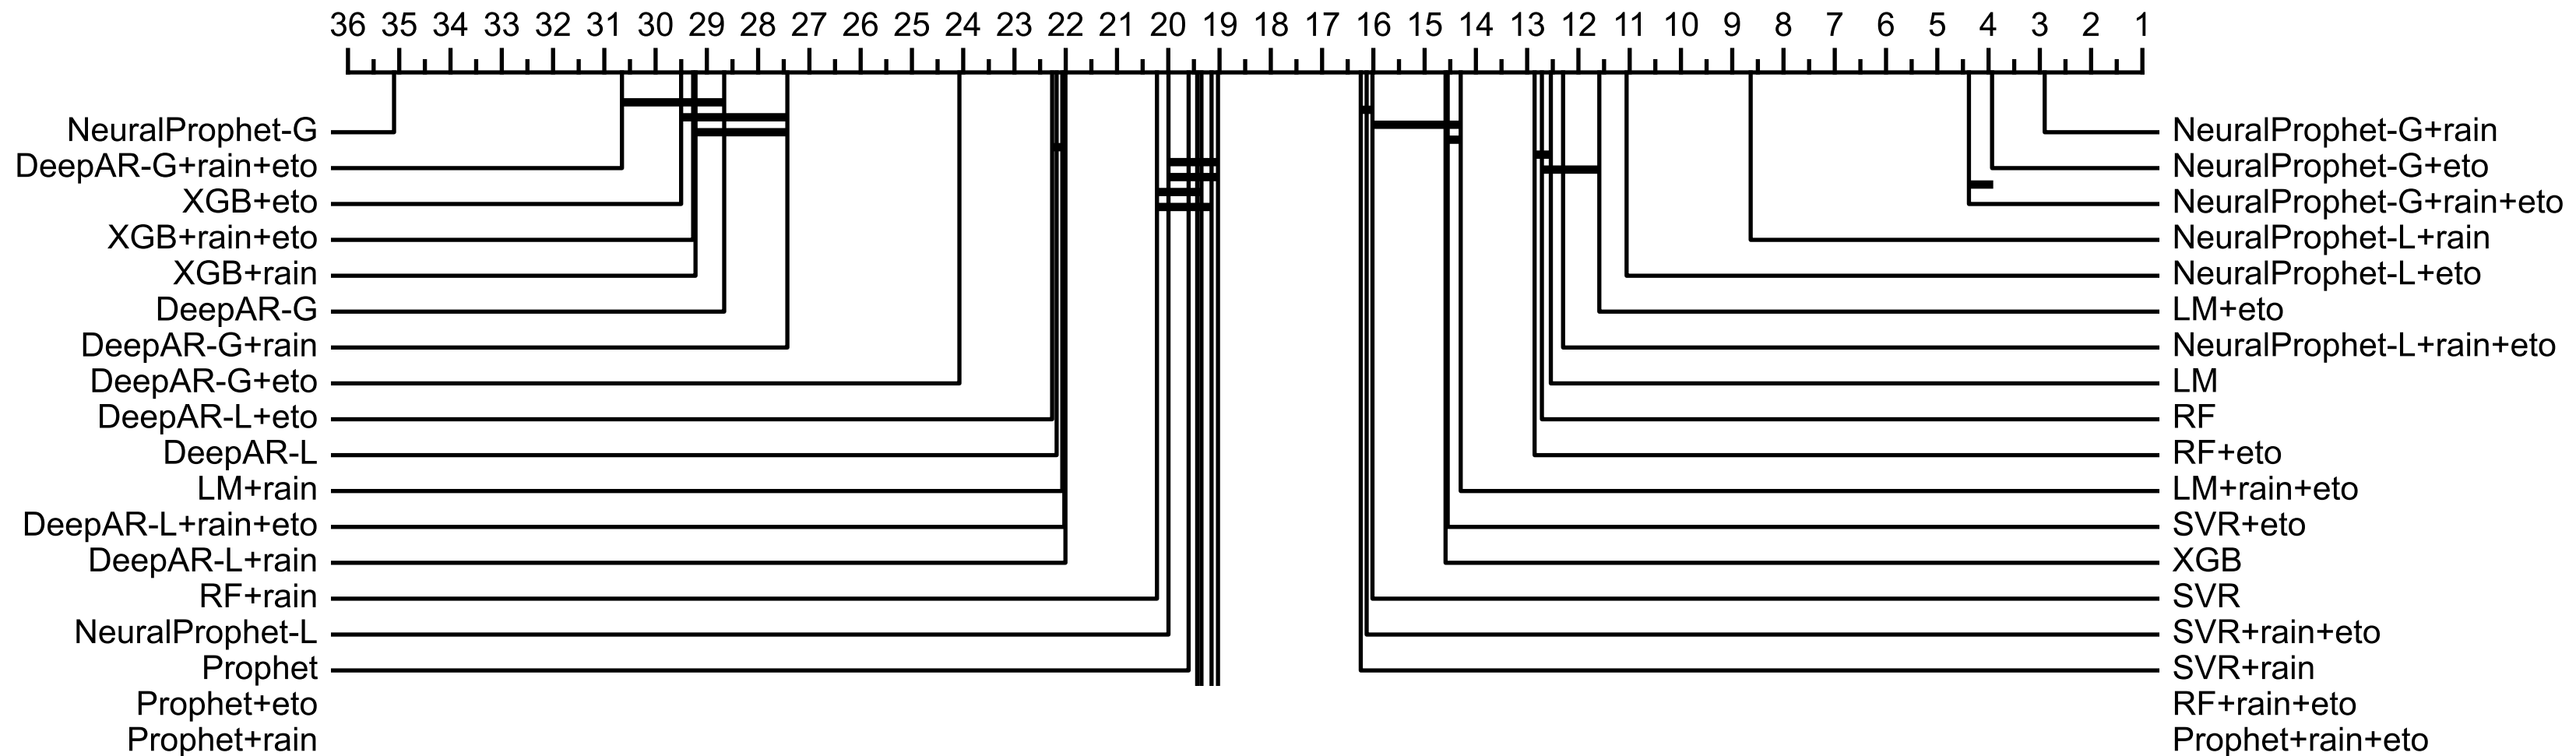 36 35 34 33 32 31 30 29 28 27 26 25 24 23 22 21 20 19 18 17 16 15 14 13 12 11 10 9 8 7 6 5 4 3 2 1
NeuralProphet-G
DeepAR-G+rain+eto
XGB+eto
XGB+rain+eto
XGB+rain
DeepAR-G
DeepAR-G+rain
DeepAR-G+eto
DeepAR-L+eto
DeepAR-L
LM+rain
DeepAR-L+rain+eto
DeepAR-L+rain
RF+rain
NeuralProphet-L
Prophet
Prophet+eto
Prophet+rain
NeuralProphet-G+rain
NeuralProphet-G+eto
NeuralProphet-G+rain+eto
NeuralProphet-L+rain
NeuralProphet-L+eto
LM+eto
NeuralProphet-L+rain+eto
LM
RF
RF+eto
LM+rain+eto
SVR+eto
XGB
SVR
SVR+rain+eto
SVR+rain
RF+rain+eto
Prophet+rain+eto